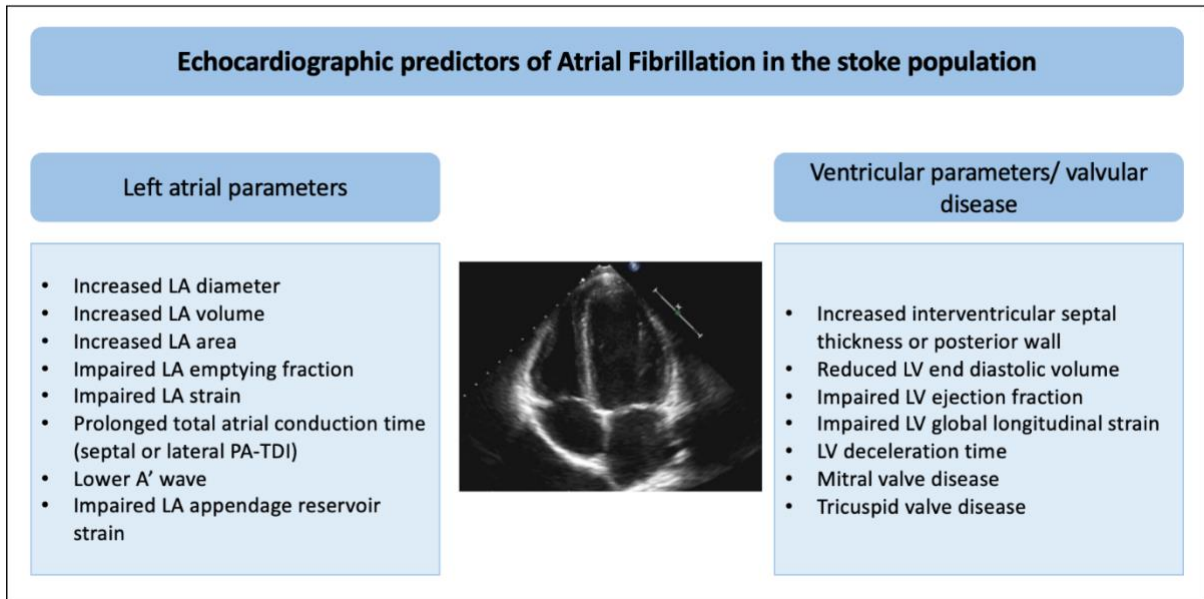 Echocardiographic predictors of Atrial Fibrillation in the stoke population
Left atrial parameters
• Increased LA diameter
• Increased LA volume
• Increased LA area
• Impaired LA emptying fraction
• Impaired LA strain
• Prolonged total atrial conduction time
(septal or lateral PA-TDI)
• Lower A’ wave
• Impaired LA appendage reservoir
strain
Ventricular parameters/ valvular
disease
• Increased interventricular septal
thickness or posterior wall
• Reduced LV end diastolic volume
• Impaired LV ejection fraction
• Impaired LV global longitudinal strain
• LV deceleration time
• Mitral valve disease
• Tricuspid valve disease